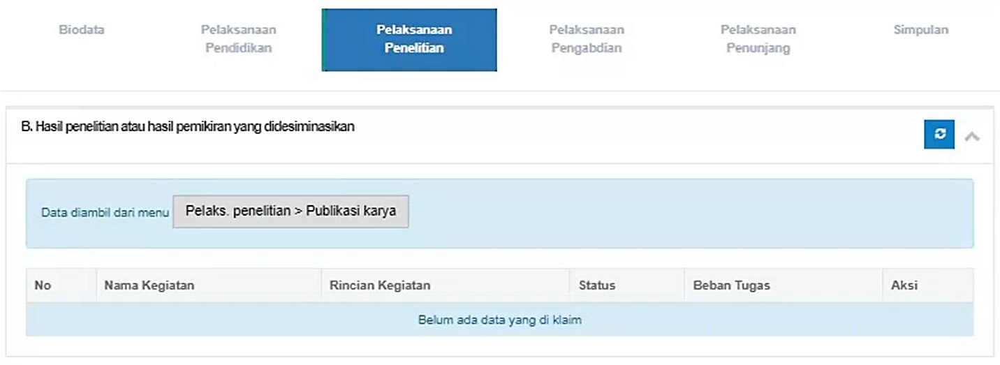 Biodata
Pelaksanaan
Pendidikan
Pelaksanaan
Penelitian
Pelaksanaan
Pengabdian
Pelaksanaan
Penunjang
Simpulan
B. Hasil penelitian atau hasil pemikiran yang didesiminasikan
Data diambil dari menu Pelaks. penelitian > Publikasi karya
No Nama Kegiatan Rincian Kegiatan Status Beban Tugas Aksi
Belum ada data yang di klaim